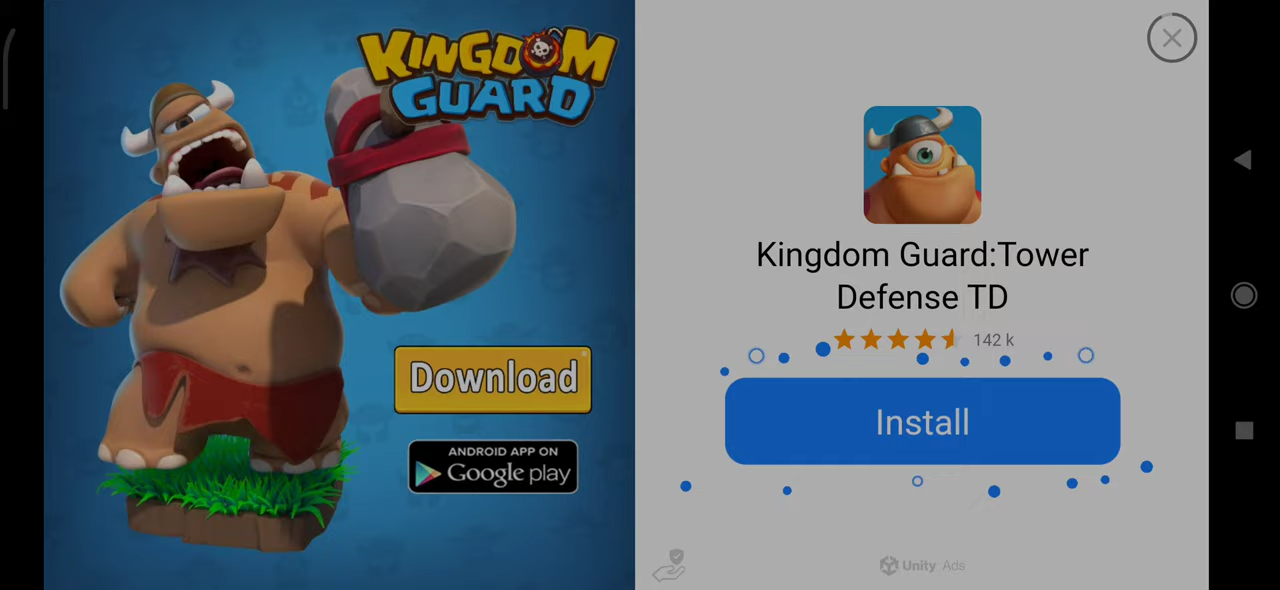 KINGDOM
GUARD
Download
ANDROID APP ON
Google play
Kingdom Guard:Tower
Defense TD
142 k
Install
Unity Ads